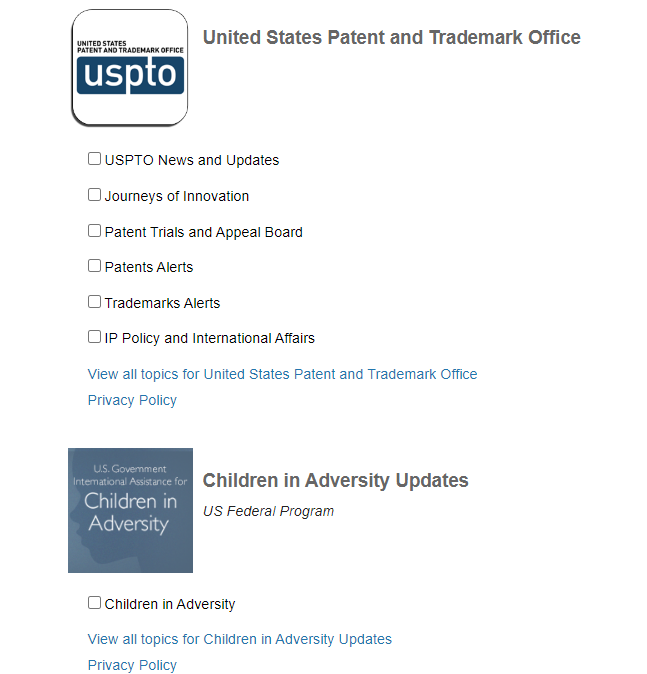 UNITED STATES
PATENT AND TRADEMARK OFFICE
uspto
United States Patent and Trademark Office
USPTO News and Updates
Journeys of Innovation
Patent Trials and Appeal Board
Patents Alerts
Trademarks Alerts
IP Policy and International Affairs
View all topics for United States Patent and Trademark Office
Privacy Policy
U.S. Government
International Assistance for
Children in
Adversity
Children in Adversity Updates
US Federal Program
Children in Adversity
View all topics for Children in Adversity Updates
Privacy Policy